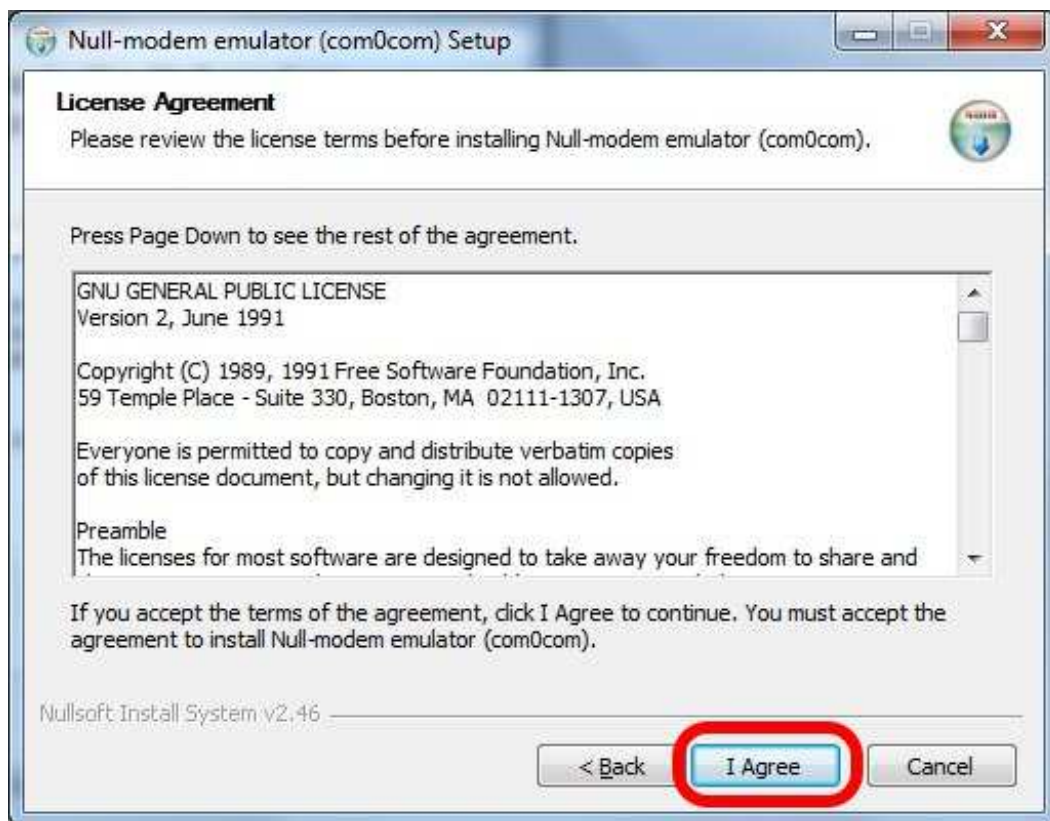 Null-modem emulator (com0com) Setup
License Agreement
Please review the license terms before installing Null-modem emulator (com0com).
Press Page Down to see the rest of the agreement.
GNU GENERAL PUBLIC LICENSE
Version 2, June 1991
Copyright (C) 1989, 1991 Free Software Foundation, Inc.
59 Temple Place - Suite 330, Boston, MA  02111-1307, USA
Everyone is permitted to copy and distribute verbatim copies
of this license document, but changing it is not allowed.
Preamble
The licenses for most software are designed to take away your freedom to share and
If you accept the terms of the agreement, click I Agree to continue. You must accept the
agreement to install Null-modem emulator (com0com).
Nullsoft Install System v2.46
< Back
I Agree
Cancel